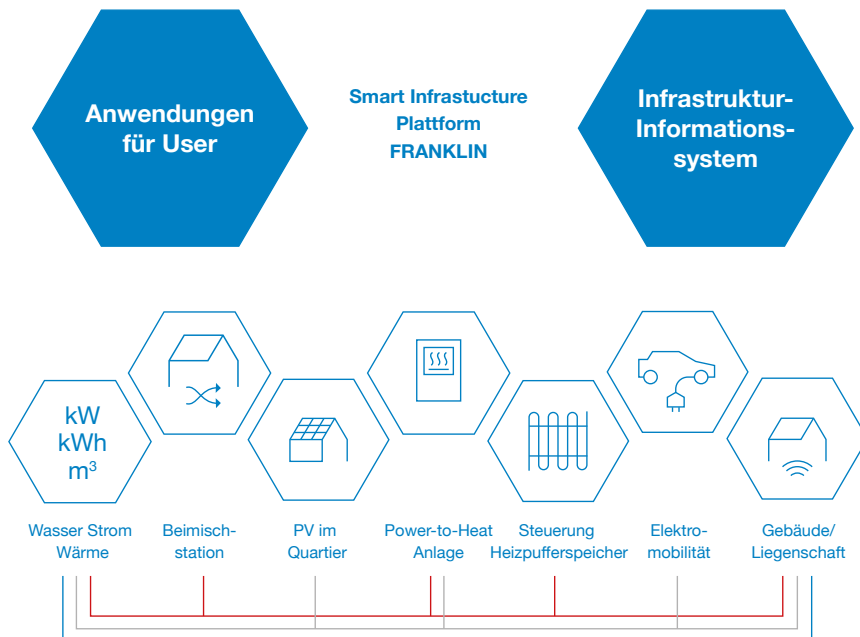 Anwendungen
für User
Smart Infrastucture
Plattform
FRANKLIN
Infrastruktur-
Informations-
system
kW
kWh
m³
Wasser Strom
Wärme
Beimisch-
station
PV im
Quartier
Power-to-Heat
Anlage
Steuerung
Heizpufferspeicher
Elektro-
mobilität
Gebäude/
Liegenschaft